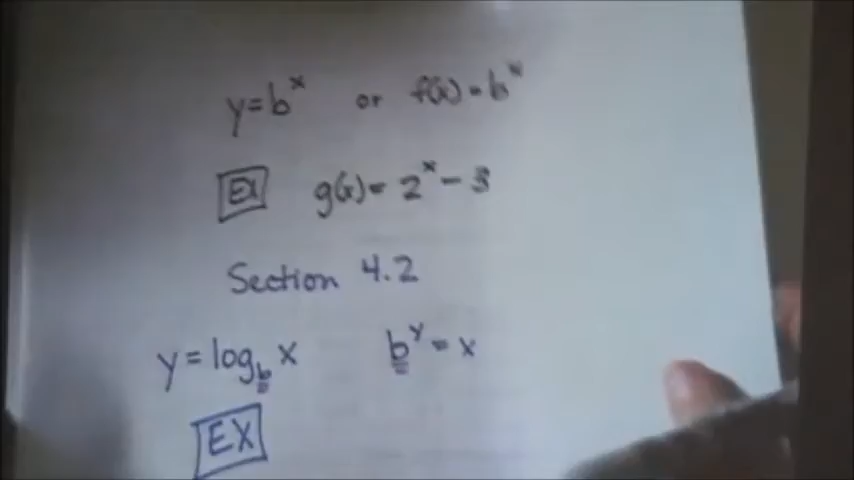 y=b^x or f(x)=b^x
EX g(x)= 2^x - 3
Section 4.2
y=log_b x b^y = x
EX